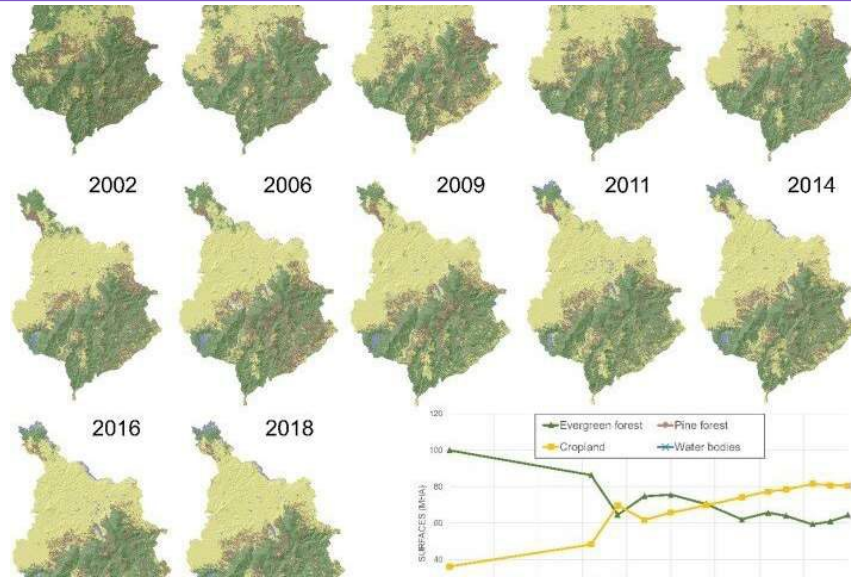 2002 2006 2009 2011 2014
2016 2018
120
Evergreen forest Pine forest
Cropland Water bodies
100
80
60
40
SURFACES (MHA)